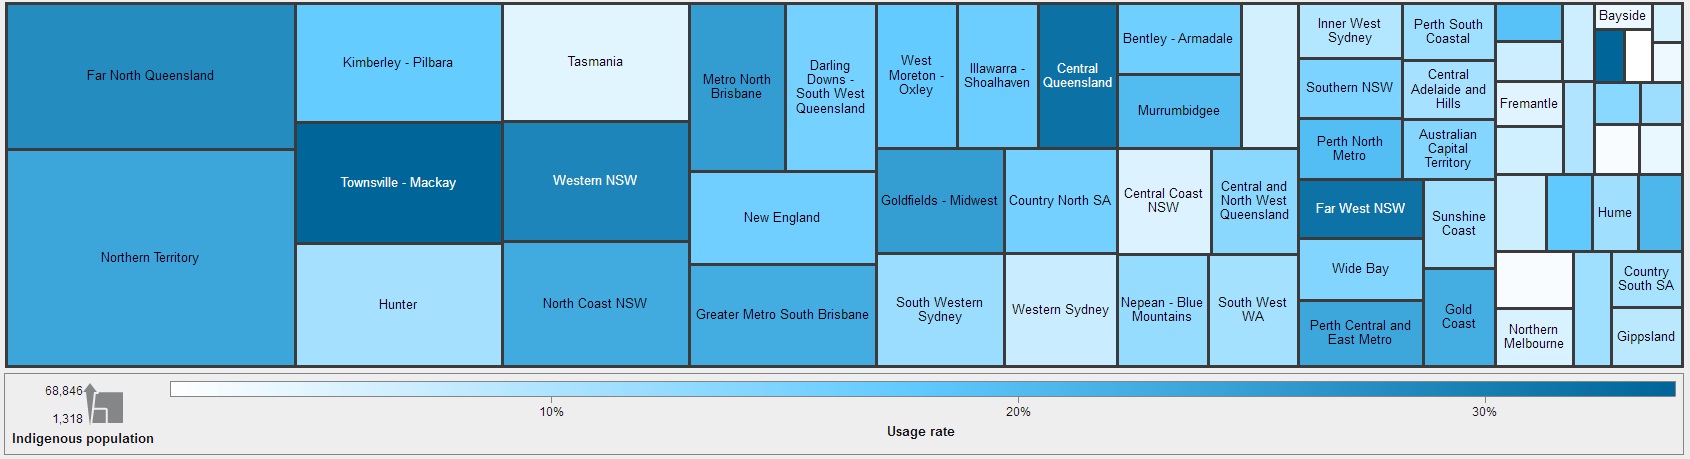 Far North Queensland
Northern Territory
Kimberley - Pilbara
Townsville - Mackay
Hunter
Tasmania
Western NSW
North Coast NSW
Metro North
Brisbane
Darling
Downs -
South West
Queensland
New England
Greater Metro South Brisbane
West
Moreton -
Oxley
Illawarra -
Shoalhaven
Central
Queensland
Goldfields - Midwest
Country North SA
South Western
Sydney
Western Sydney
Bentley - Armadale
Murrumbidgee
Central Coast
NSW
Central and
North West
Queensland
Nepean - Blue
Mountains
South West
WA
Inner West
Sydney
Southern NSW
Perth North
Metro
Perth South
Coastal
Central
Adelaide and
Hills
Australian
Capital
Territory
Far West NSW
Wide Bay
Perth Central and
East Metro
Sunshine
Coast
Gold
Coast
Fremantle
Bayside
Hume
Northern
Melbourne
Country
South SA
Gippsland
68,846
1,318
Indigenous population
10%
20%
30%
Usage rate